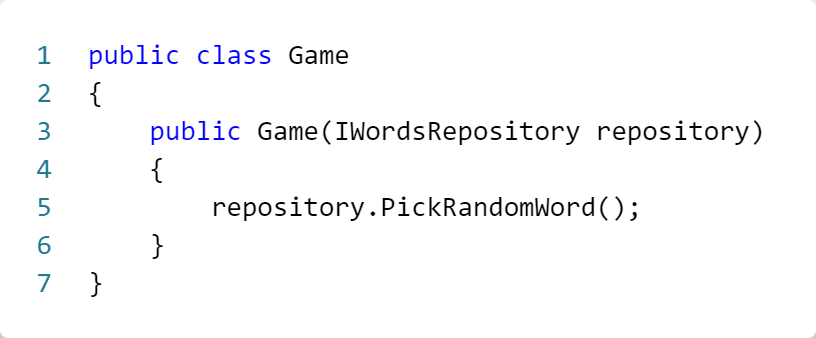 1 public class Game
2 {
3     public Game(IWordsRepository repository)
4     {
5         repository.PickRandomWord();
6     }
7 }